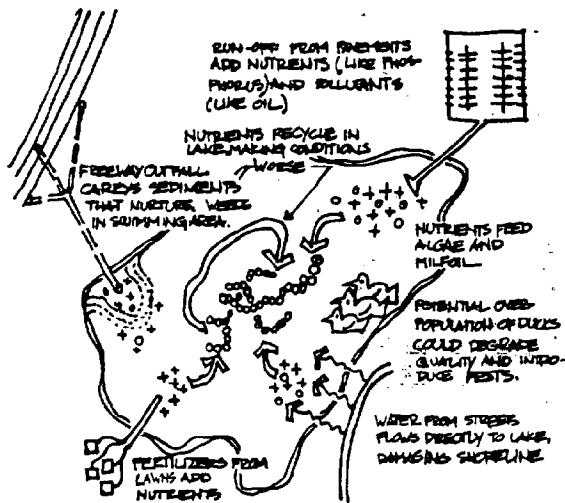 RUN-OFF FROM PAVEMENTS
ADD NUTRIENTS (LIKE PHOS-
PHOR(US) AND POLLUTANTS
(LIKE OIL)
NUTRIENTS RECYCLE IN
LAKE, MAKING CONDITIONS
WORSE
FREEWAY OUTFALL
CARRYS SEDIMENTS
THAT NURTURE WEEDS
IN SWIMMING AREA.
NUTRIENTS FEED
ALGAE AND
MILFOIL
POTENTIAL OVER
POPULATION OF DUCKS
COULD DEGRADE
QUALITY AND INTRO-
DUCE PESTS.
WATER FROM STREETS
FLOWS DIRECTLY TO LAKE,
DAMAGING SHORELINE
FERTILIZERS FROM
LAWNS ADD
NUTRIENTS